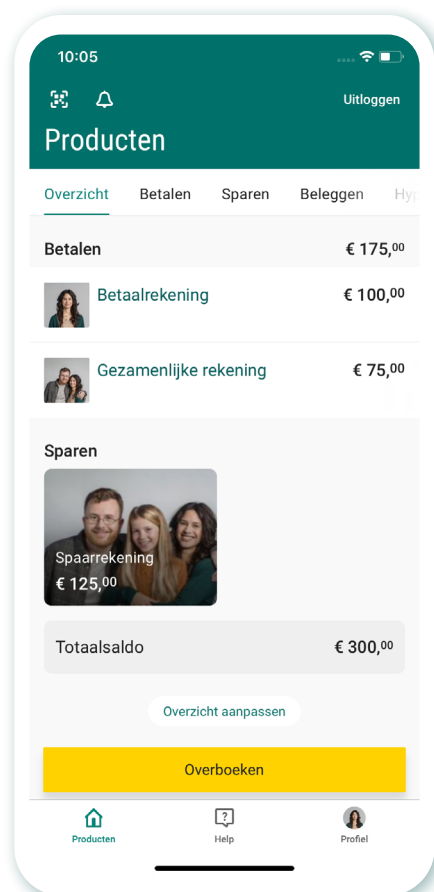 10:05
Uitloggen
Producten
Overzicht Betalen Sparen Beleggen Hyp
Betalen € 175,00
Betaalrekening € 100,00
Gezamenlijke rekening € 75,00
Sparen
Spaarrekening
€ 125,00
Totaalsaldo € 300,00
Overzicht aanpassen
Overboeken
Producten Help Profiel